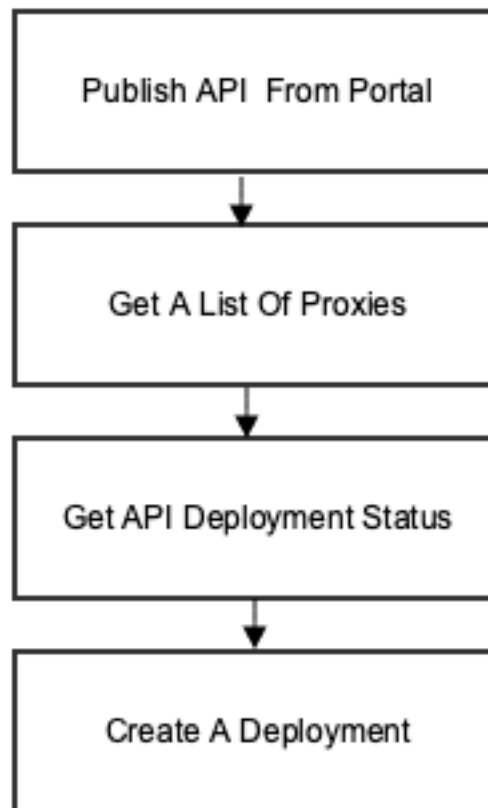 Publish API From Portal
Get A List Of Proxies
Get API Deployment Status
Create A Deployment